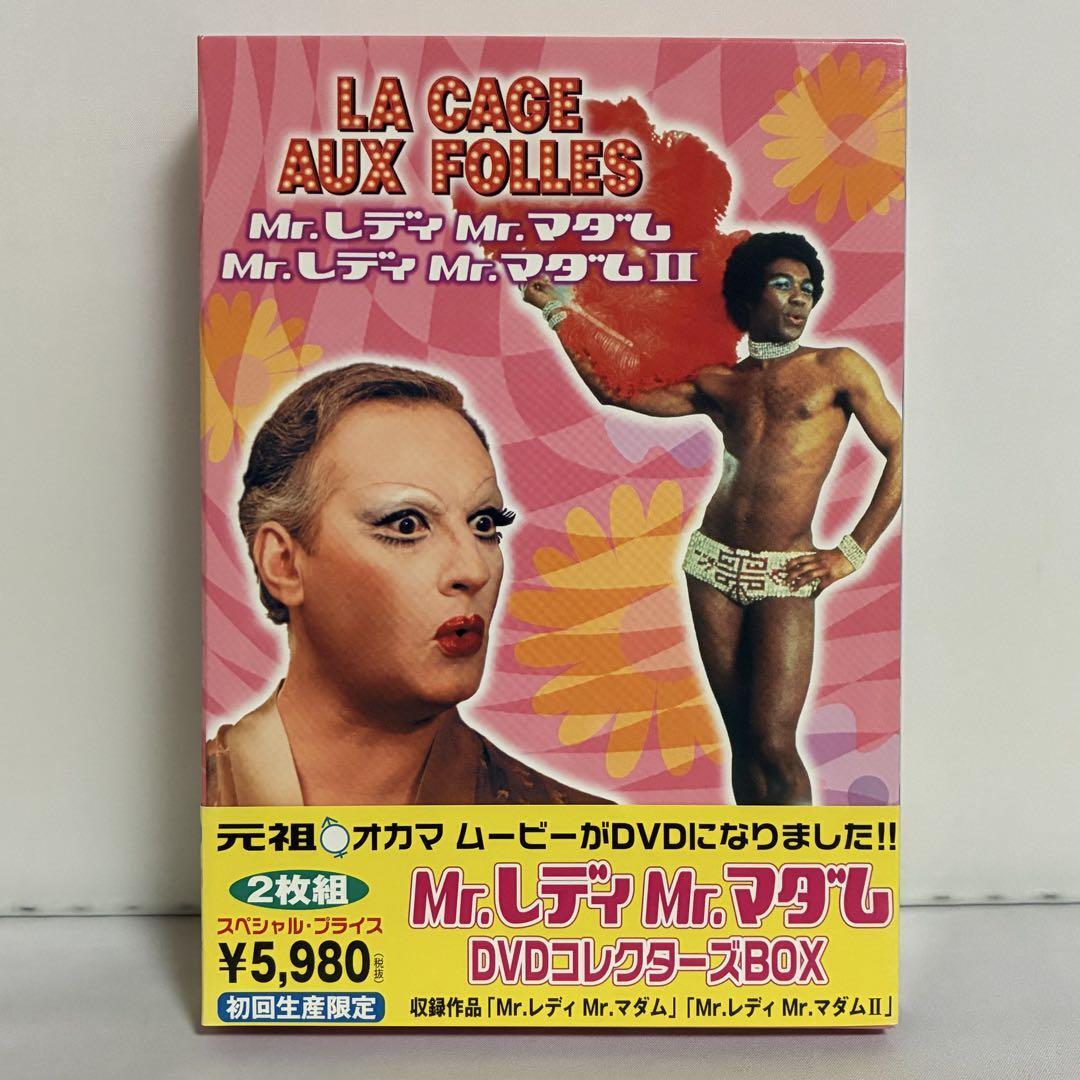 LA CAGE
AUX FOLLES
Mr.レディ Mr.マダム
Mr.レディ Mr.マダムⅡ
元祖オカマ ムービーがDVDになりました!!
2枚組
スペシャル・プライス
¥5,980(税抜)
初回生産限定
Mr.レディ Mr.マダム
DVDコレクターズBOX
収録作品「Mr.レディ Mr.マダム」「Mr.レディ Mr.マダムⅡ」